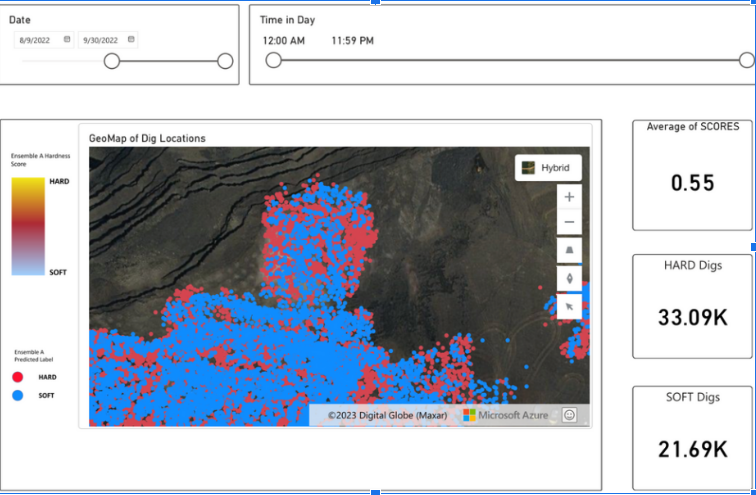 Date
8/9/2022 9/30/2022
Time in Day
12:00 AM 11:59 PM
GeoMap of Dig Locations
Ensemble A Hardness
Score
HARD
SOFT
Ensemble A
Predicted Label
HARD
SOFT
Hybrid
©2023 Digital Globe (Maxar) Microsoft Azure
Average of SCORES
0.55
HARD Digs
33.09K
SOFT Digs
21.69K